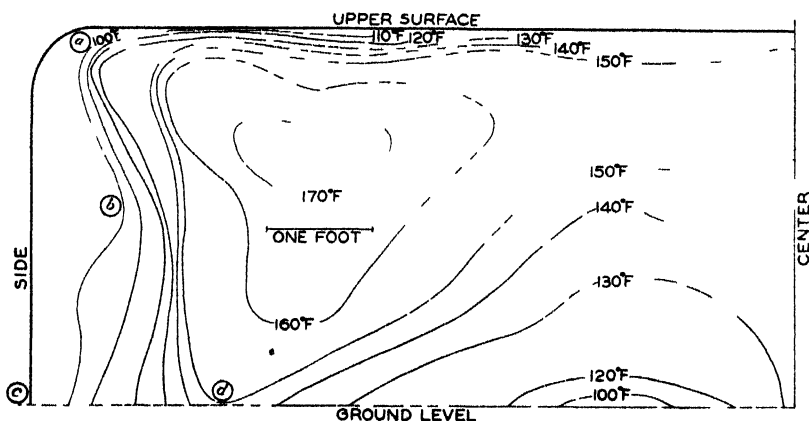 UPPER SURFACE
a 100°F 110°F 120°F 130°F
140°F
150°F
150°F
170°F
b
140°F
ONE FOOT
SIDE
CENTER
130°F
160°F
120°F
c
d
100°F
GROUND LEVEL